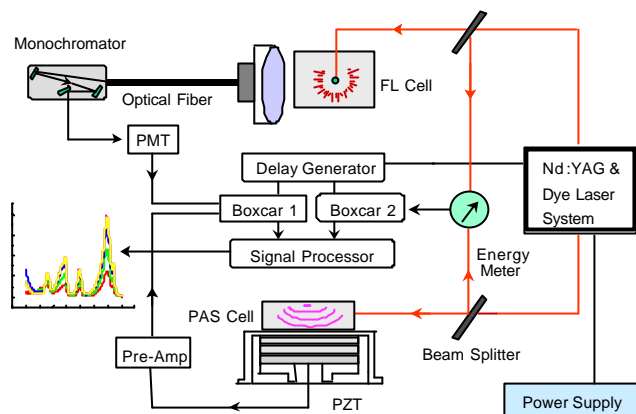 Monochromator
Optical Fiber
FL Cell
PMT
Delay Generator
Nd:YAG &
Dye Laser
System
Boxcar 1
Boxcar 2
Signal Processor
Energy
Meter
PAS Cell
Pre-Amp
Beam Splitter
PZT
Power Supply